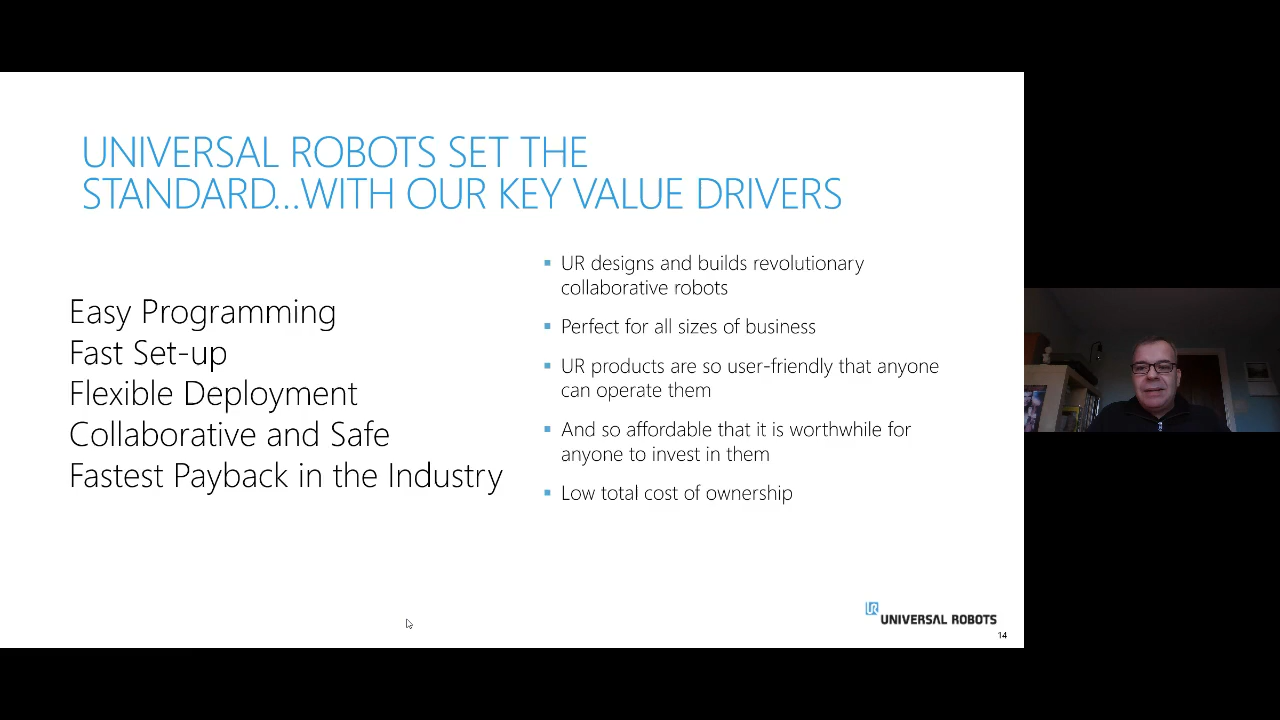 UNIVERSAL ROBOTS SET THE
STANDARD...WITH OUR KEY VALUE DRIVERS
Easy Programming
Fast Set-up
Flexible Deployment
Collaborative and Safe
Fastest Payback in the Industry
UR designs and builds revolutionary
collaborative robots
Perfect for all sizes of business
UR products are so user-friendly that anyone
can operate them
And so affordable that it is worthwhile for
anyone to invest in them
Low total cost of ownership
UR
UNIVERSAL ROBOTS
14